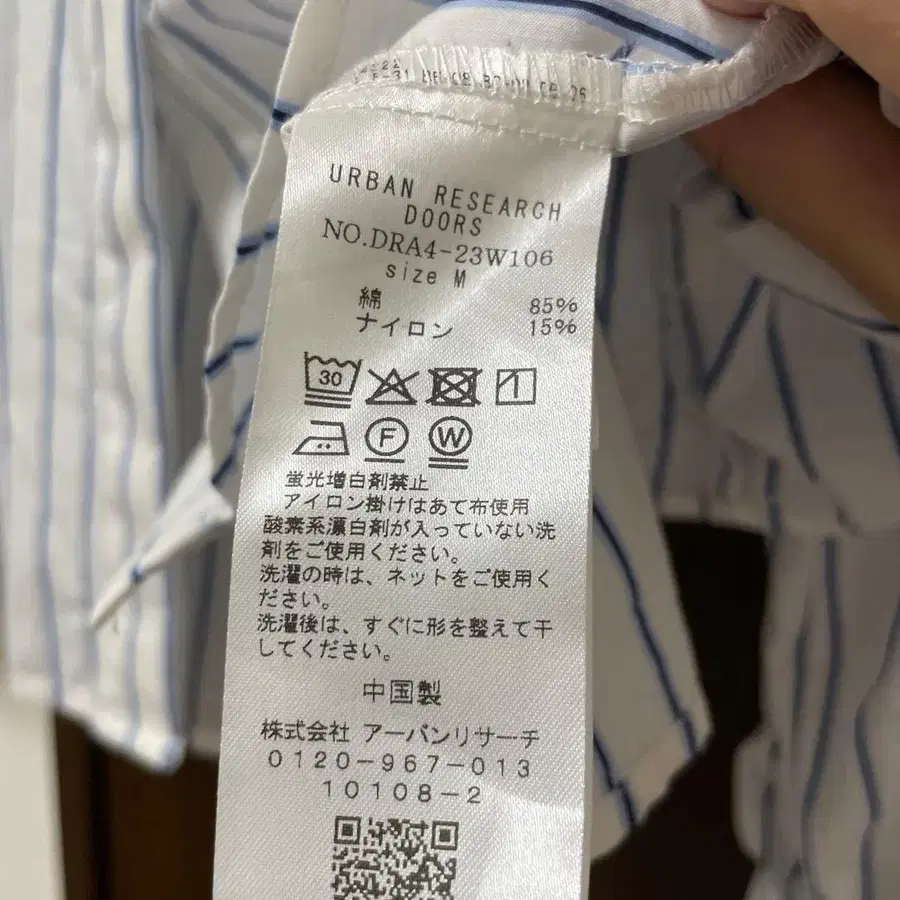 URBAN RESEARCH
DOORS
NO.DRA4-23W106
size M
綿 85%
ナイロン 15%
30
F W
蛍光増白剤禁止
アイロン掛けはあて布使用
酸素系漂白剤が入っていない洗
剤をご使用ください。
洗濯の時は、ネットをご使用く
ださい。
洗濯後は、すぐに形を整えて干
してください。
中国製
株式会社 アーバンリサーチ
0120-967-013
10108-2